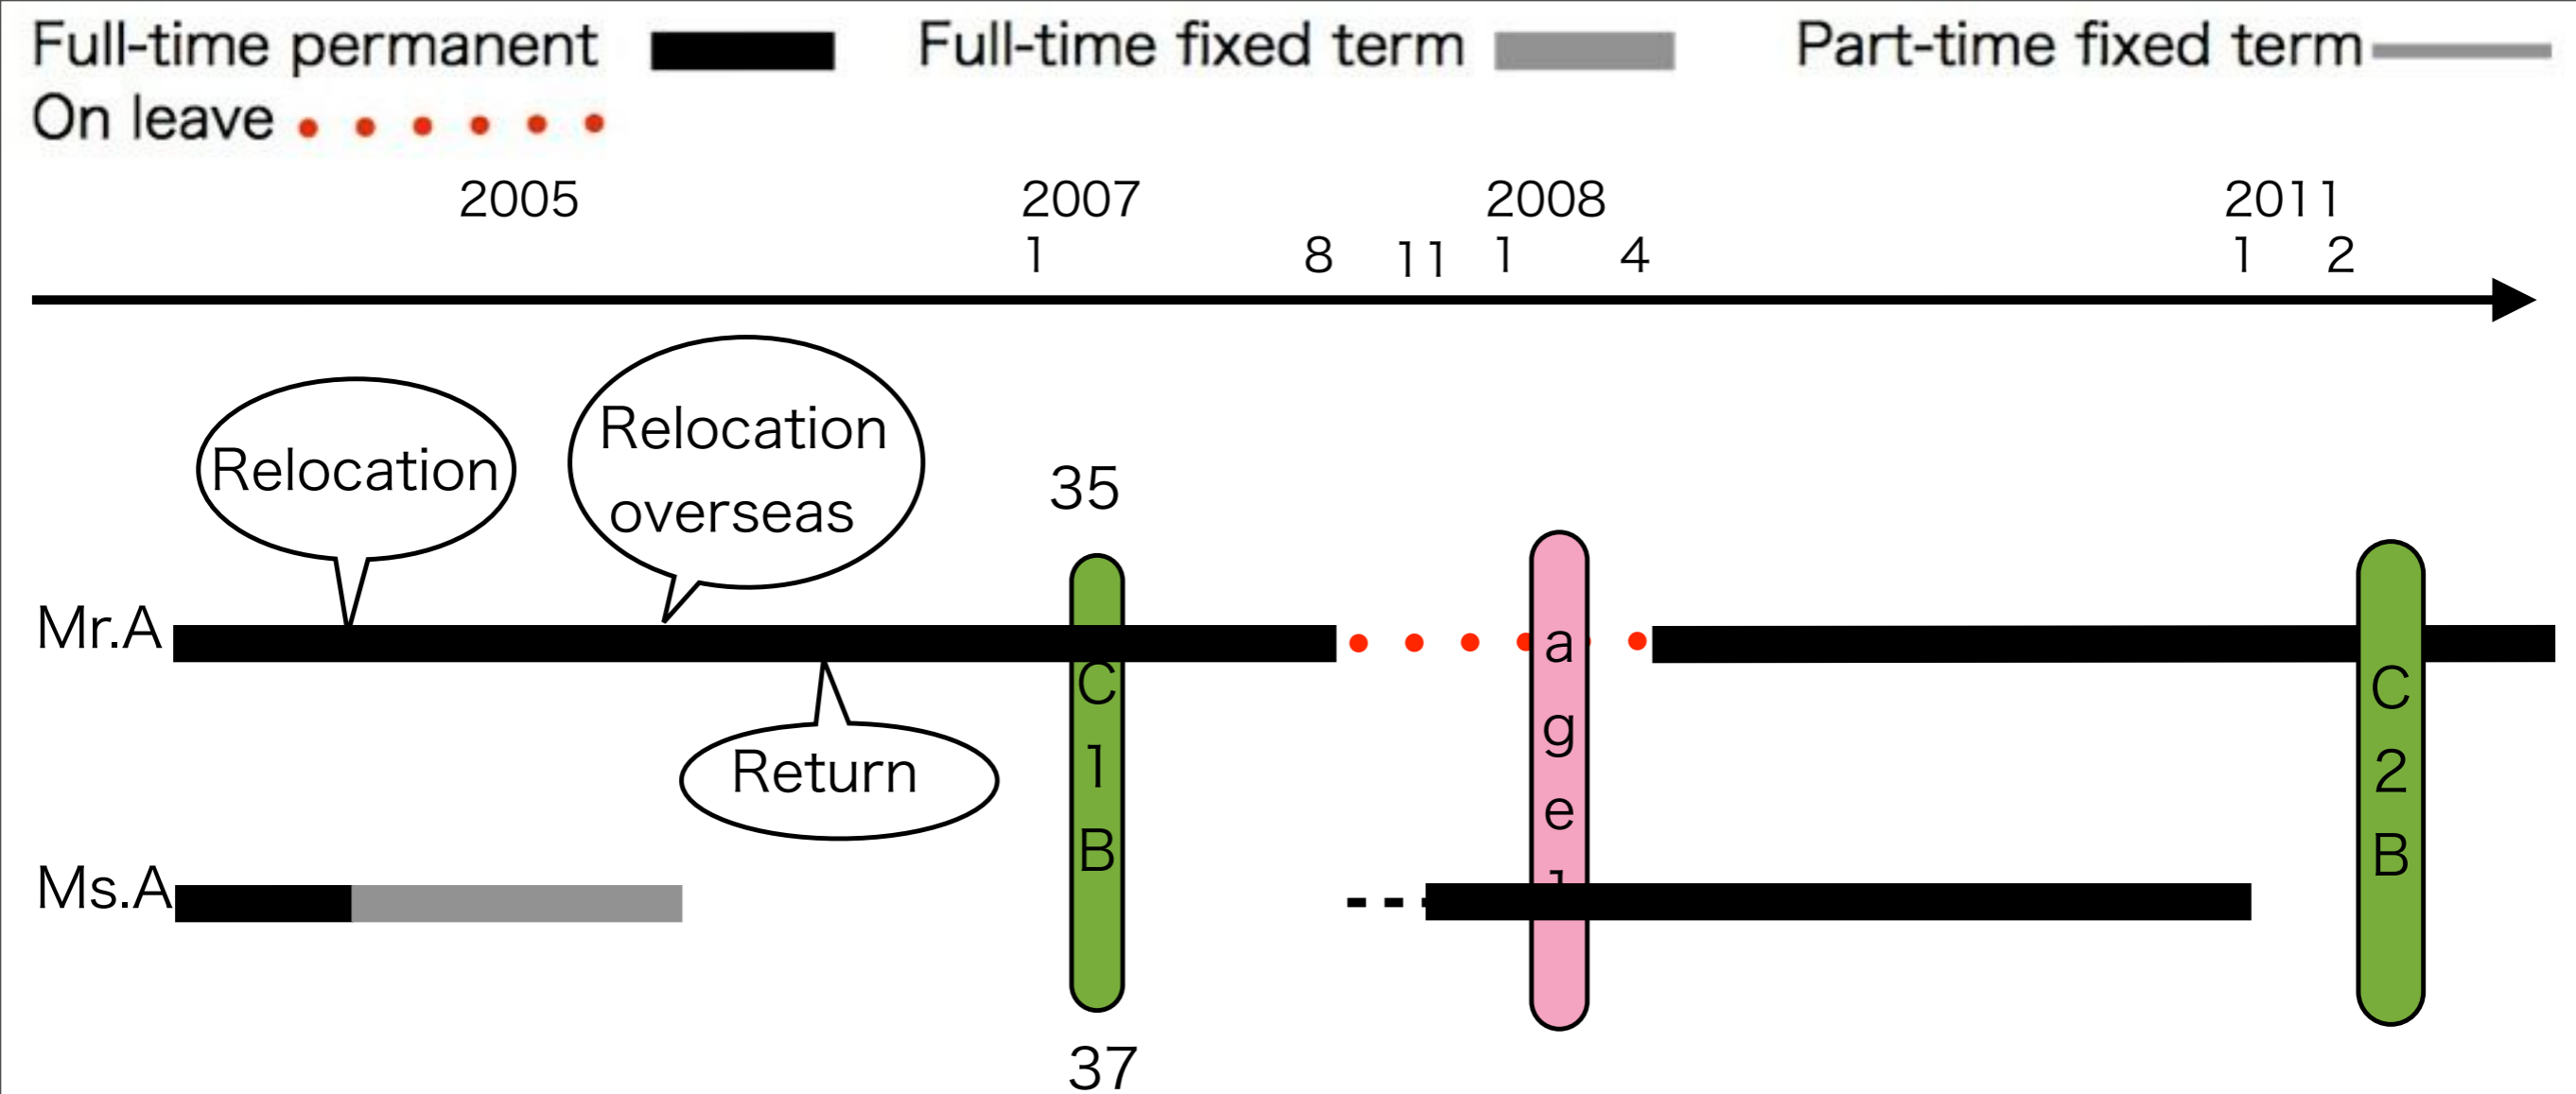 Full-time permanent Full-time fixed term Part-time fixed term
On leave
2005 2007 2008 2011
1 8 11 1 4 1 2
Relocation
Relocation
overseas
35
Mr.A
Return
C
1
B
a
g
e
1
C
2
B
Ms.A
37